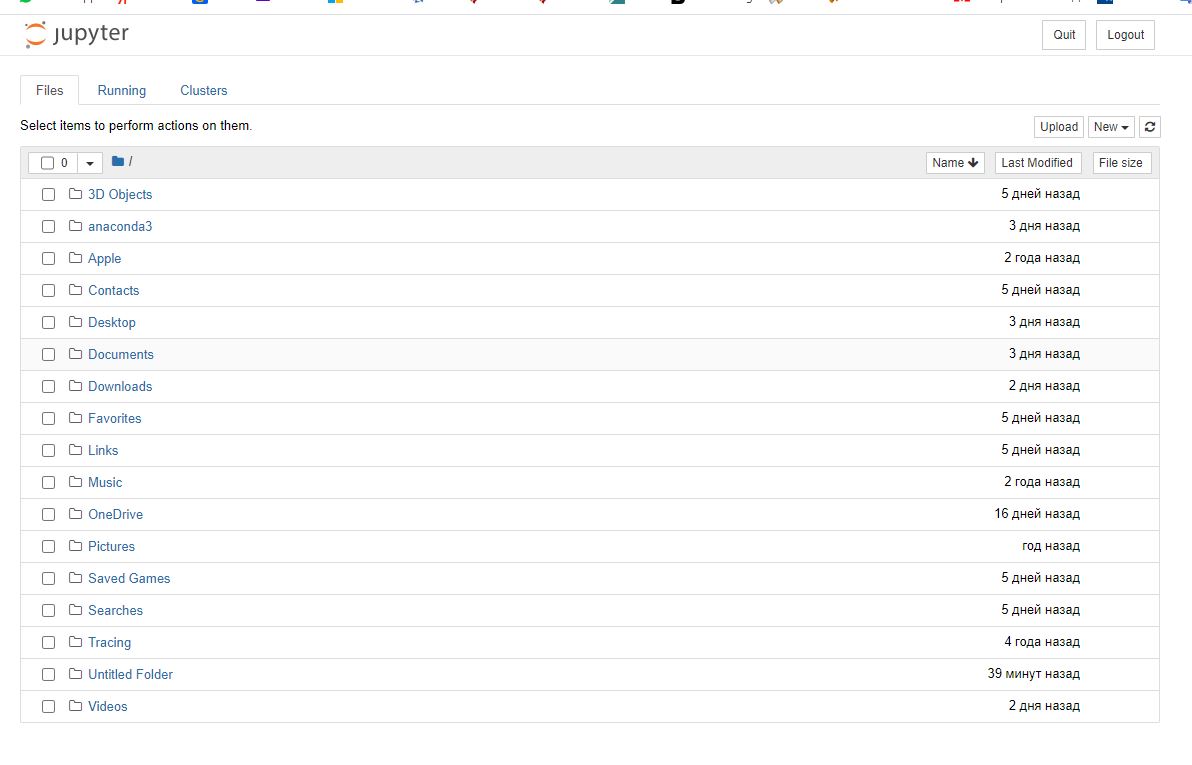 jupyter
Quit Logout
Files Running Clusters
Select items to perform actions on them.
Upload New
0 / Name Last Modified File size
3D Objects 5 дней назад
anaconda3 3 дня назад
Apple 2 года назад
Contacts 5 дней назад
Desktop 3 дня назад
Documents 3 дня назад
Downloads 2 дня назад
Favorites 5 дней назад
Links 5 дней назад
Music 2 года назад
OneDrive 16 дней назад
Pictures год назад
Saved Games 5 дней назад
Searches 5 дней назад
Tracing 4 года назад
Untitled Folder 39 минут назад
Videos 2 дня назад